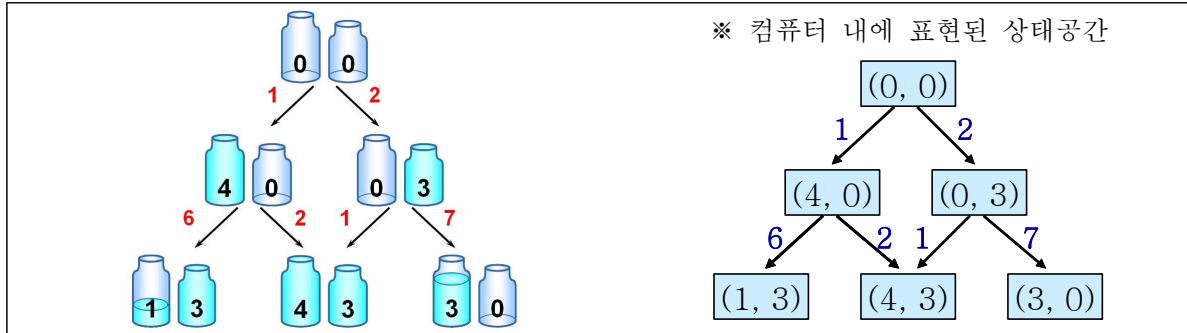 ※ 컴퓨터 내에 표현된 상태공간
0 0
1 2
4 0 0 3
6 2 1 7
1 3 4 3 3 0
(0, 0)
1 2
(4, 0) (0, 3)
6 2 1 7
(1, 3) (4, 3) (3, 0)